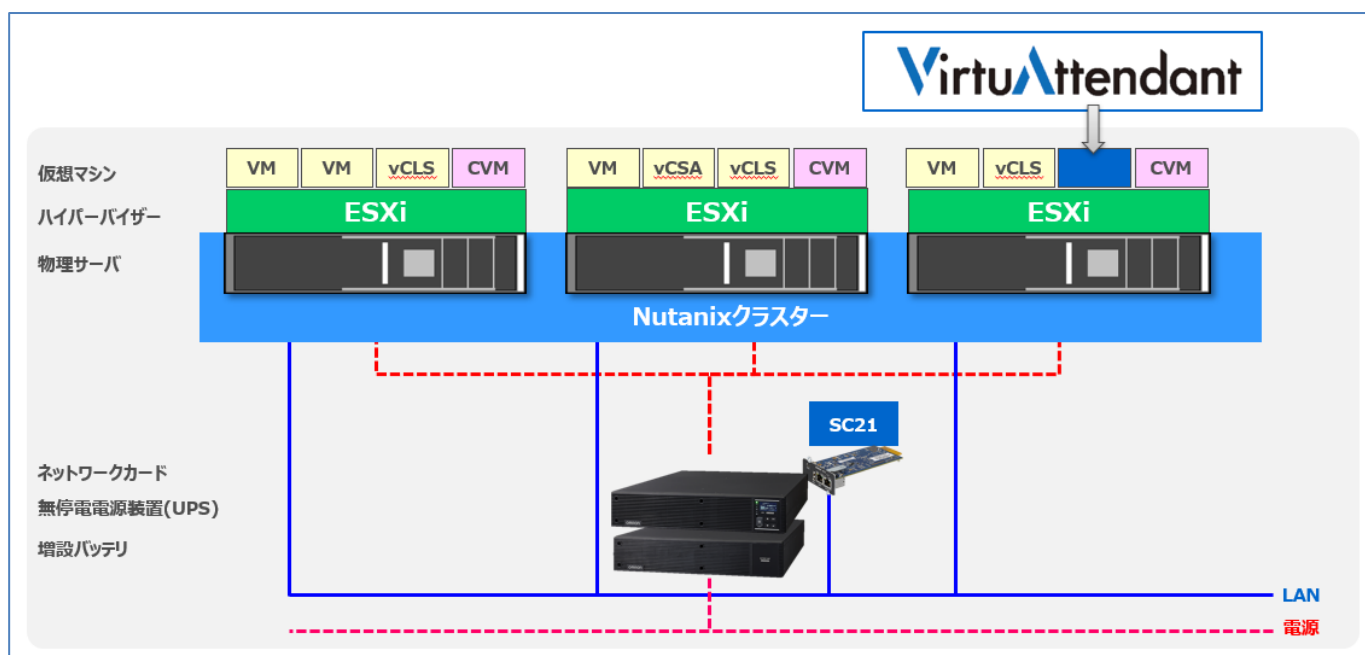 VirtuAttendant
仮想マシン
VM VM vCLS CVM
VM vCSA vCLS CVM
VM vCLS CVM
ハイパーバイザー
ESXi ESXi ESXi
物理サーバ
Nutanixクラスター
SC21
ネットワークカード
無停電電源装置(UPS)
増設バッテリ
LAN
電源